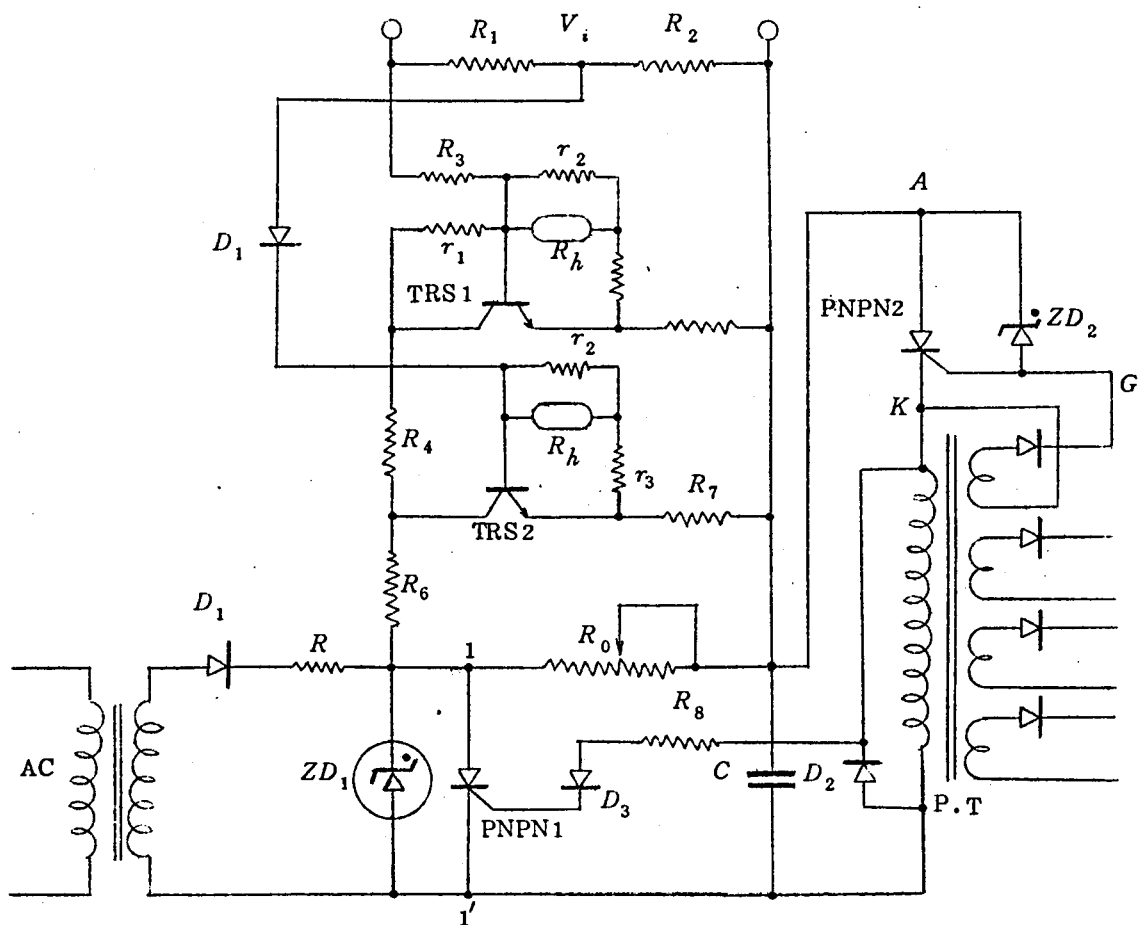 R₁ Vᵢ R₂
R₃ r₂
A
D₁ r₁ Rₕ
TRS1 PNPN2 ZD₂
r₂
G
K
R₄ Rₕ
r₃ R₇
TRS2
R₆
D₁
R 1 R₀
R₈
AC ZD₁ C D₂
D₃ P.T
PNPN1
1′